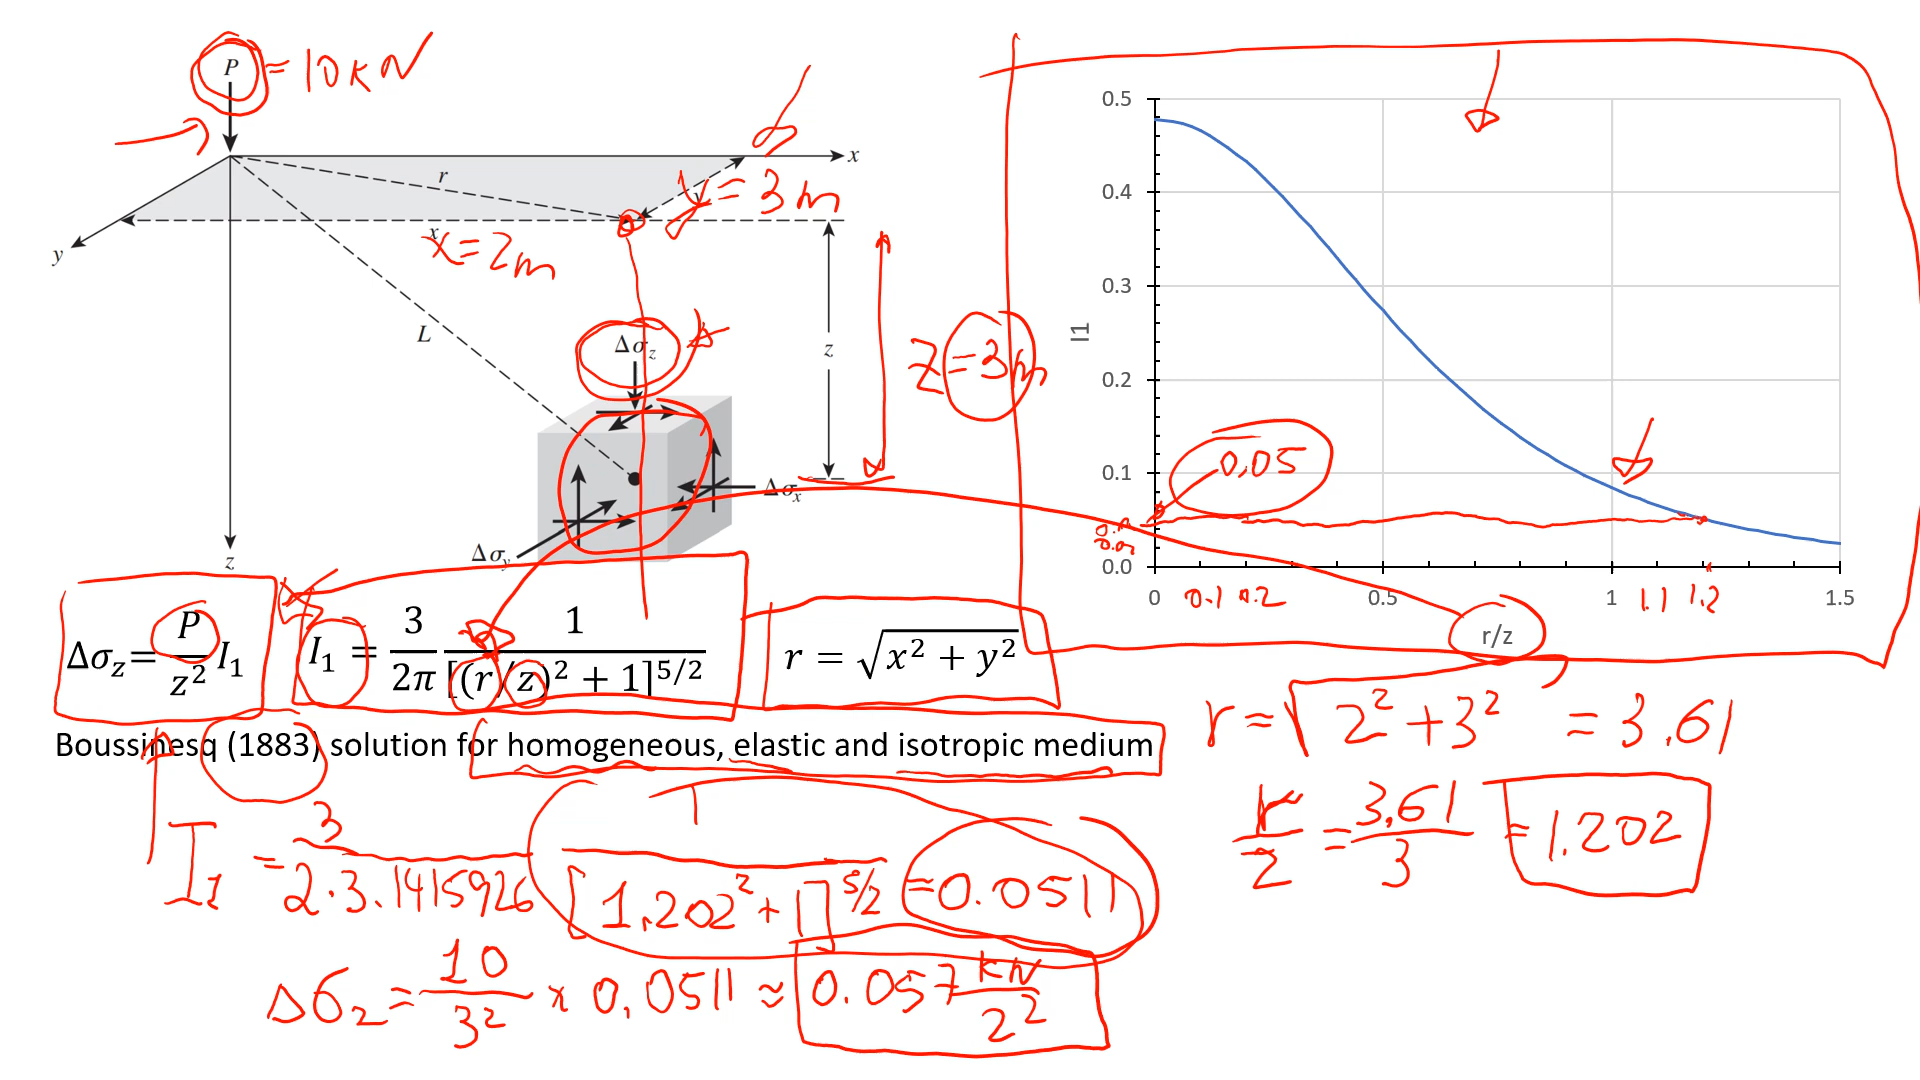 P = 10 kN
x
r
y = 3 m
x
x = 2 m
y
L
Δσz
z
z = 3 m
Δσx
Δσy
z
0.5
0.4
0.3
0.2
0.1
0.0
I1
0.05
0 0.1 0.2 0.5 1 1.1 1.2 1.5
r/z
Δσz= P/z² I₁
I₁ = 3/2π 1/[(r/z)² + 1]^5/2
r = √x² + y²
Boussinesq (1883) solution for homogeneous, elastic and isotropic medium
r = √2² + 3² = 3.61
r/z = 3.61/3 = 1.202
I₁ = 3/2·3.1415926 1/[1.202² + 1]^5/2 = 0.0511
Δσz = 10/3² x 0.0511 ≈ 0.057 kN/2²